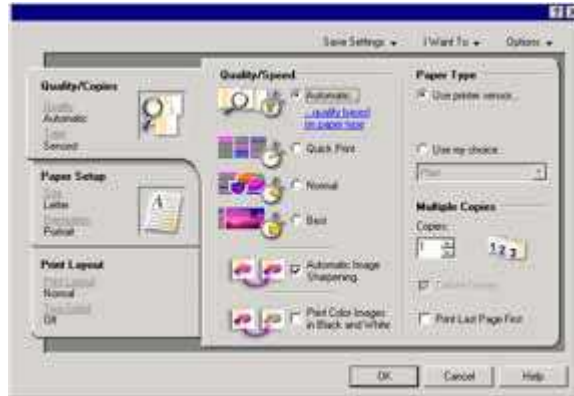 Save Settings
I Want To
Options
Quality/Copies
Quality
Automatic
Type
Sensed
Paper Setup
Size
Letter
Orientation
Portrait
Print Layout
Print Layout
Normal
Off
Quality/Speed
Automatic
...quality based
on paper type
Quick Print
Normal
Best
Automatic Image
Sharpening
Print Color Images
in Black and White
Paper Type
Use printer sensor...
Use my choice:
Plain
Multiple Copies
Copies:
1
1 2 3
Print Last Page First
OK
Cancel
Help